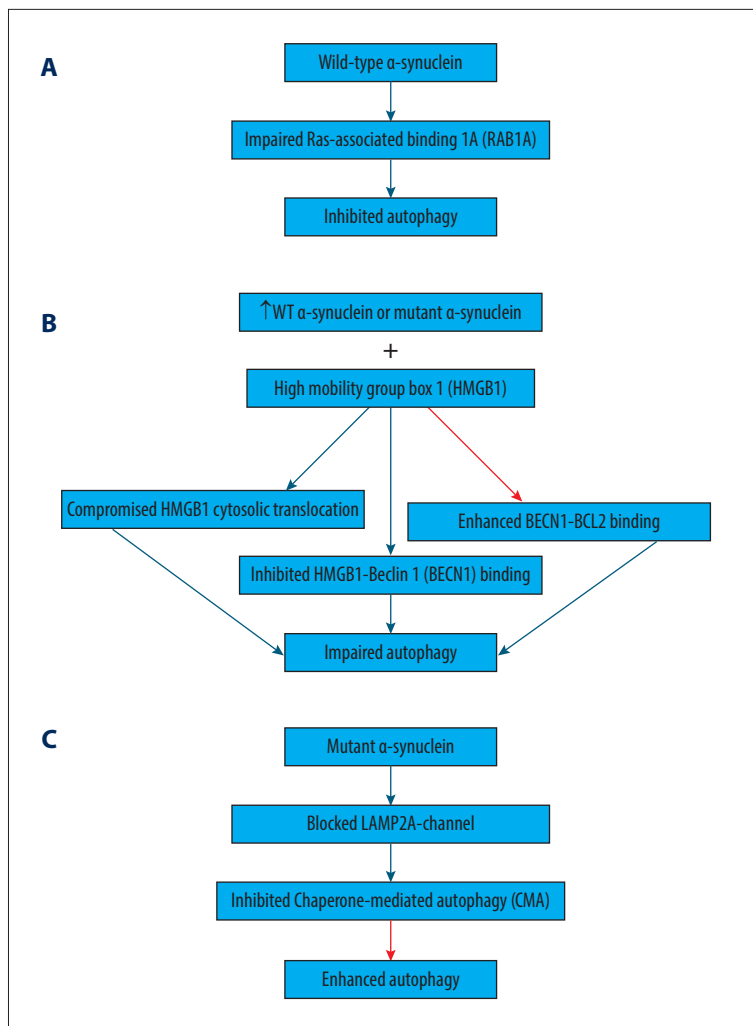 A
Wild-type α-synuclein
Impaired Ras-associated binding 1A (RAB1A)
Inhibited autophagy
B
↑WT α-synuclein or mutant α-synuclein
+
High mobility group box 1 (HMGB1)
Compromised HMGB1 cytosolic translocation
Enhanced BECN1-BCL2 binding
Inhibited HMGB1-Beclin 1 (BECN1) binding
Impaired autophagy
C
Mutant α-synuclein
Blocked LAMP2A-channel
Inhibited Chaperone-mediated autophagy (CMA)
Enhanced autophagy